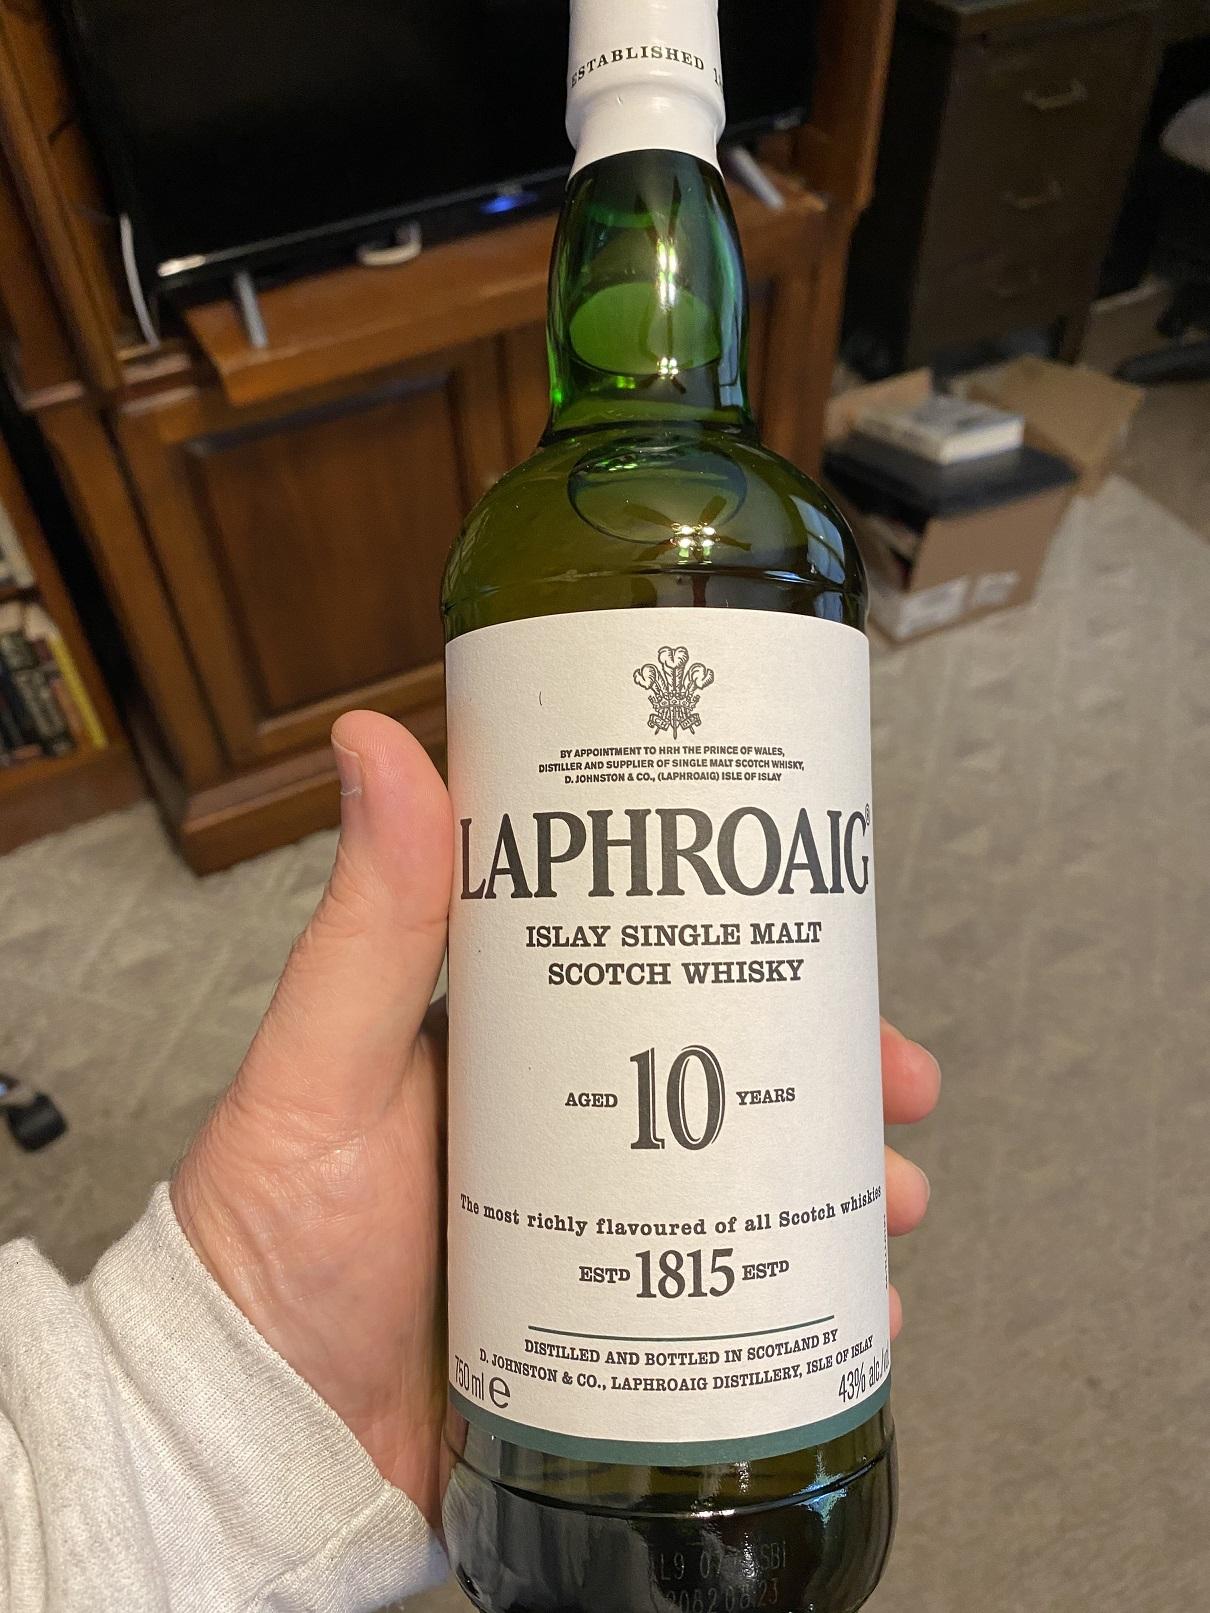 ESTABLISHED
BY APPOINTMENT TO HRH THE PRINCE OF WALES,
DISTILLER AND SUPPLIER OF SINGLE MALT SCOTCH WHISKY,
D. JOHNSTON & CO., (LAPHROAIG) ISLE OF ISLAY
LAPHROAIG®
ISLAY SINGLE MALT
SCOTCH WHISKY
AGED 10 YEARS
The most richly flavoured of all Scotch whiskies
ESTD 1815 ESTD
DISTILLED AND BOTTLED IN SCOTLAND BY
D. JOHNSTON & CO., LAPHROAIG DISTILLERY, ISLE OF ISLAY
750 ml e 43% alc./vol
L9